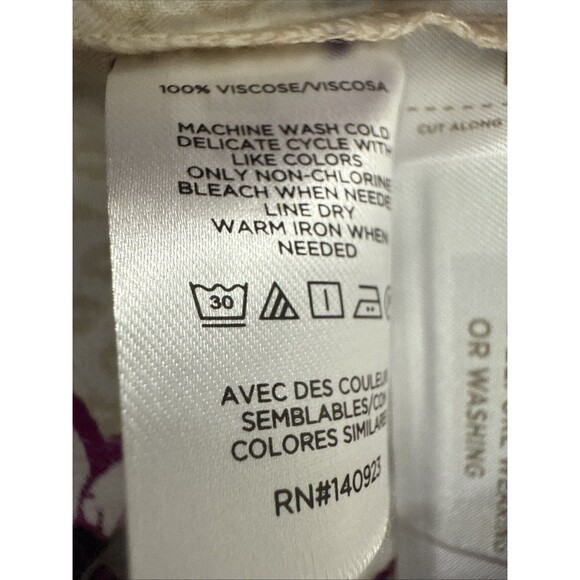 100% VISCOSE/VISCOSA
MACHINE WASH COLD
DELICATE CYCLE WITH
LIKE COLORS
ONLY NON-CHLORINE
BLEACH WHEN NEEDE
LINE DRY
WARM IRON WHEN
NEEDED
30
AVEC DES COULEU
SEMBLABLES/CON
COLORES SIMILARE
RN#140923
CUT ALONG
OR WASHING